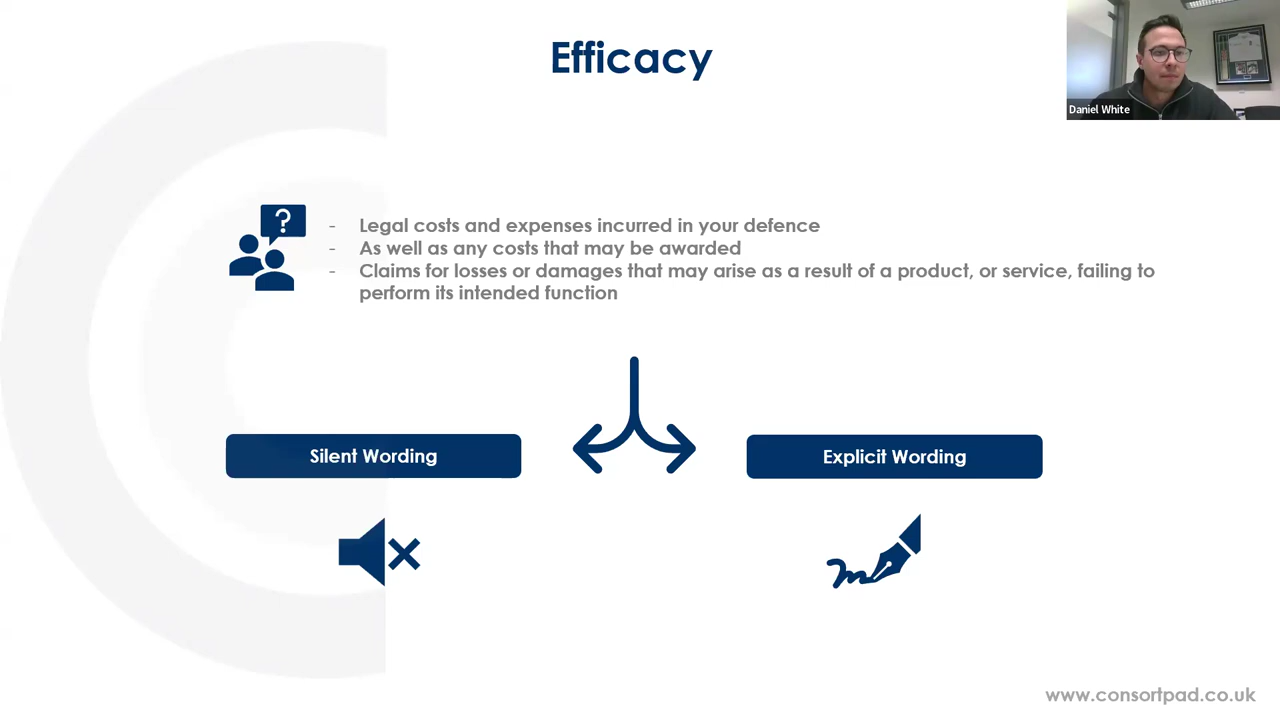 Efficacy
Daniel White
?
- Legal costs and expenses incurred in your defence
- As well as any costs that may be awarded
- Claims for losses or damages that may arise as a result of a product, or service, failing to
perform its intended function
Silent Wording
Explicit Wording
www.consortpad.co.uk